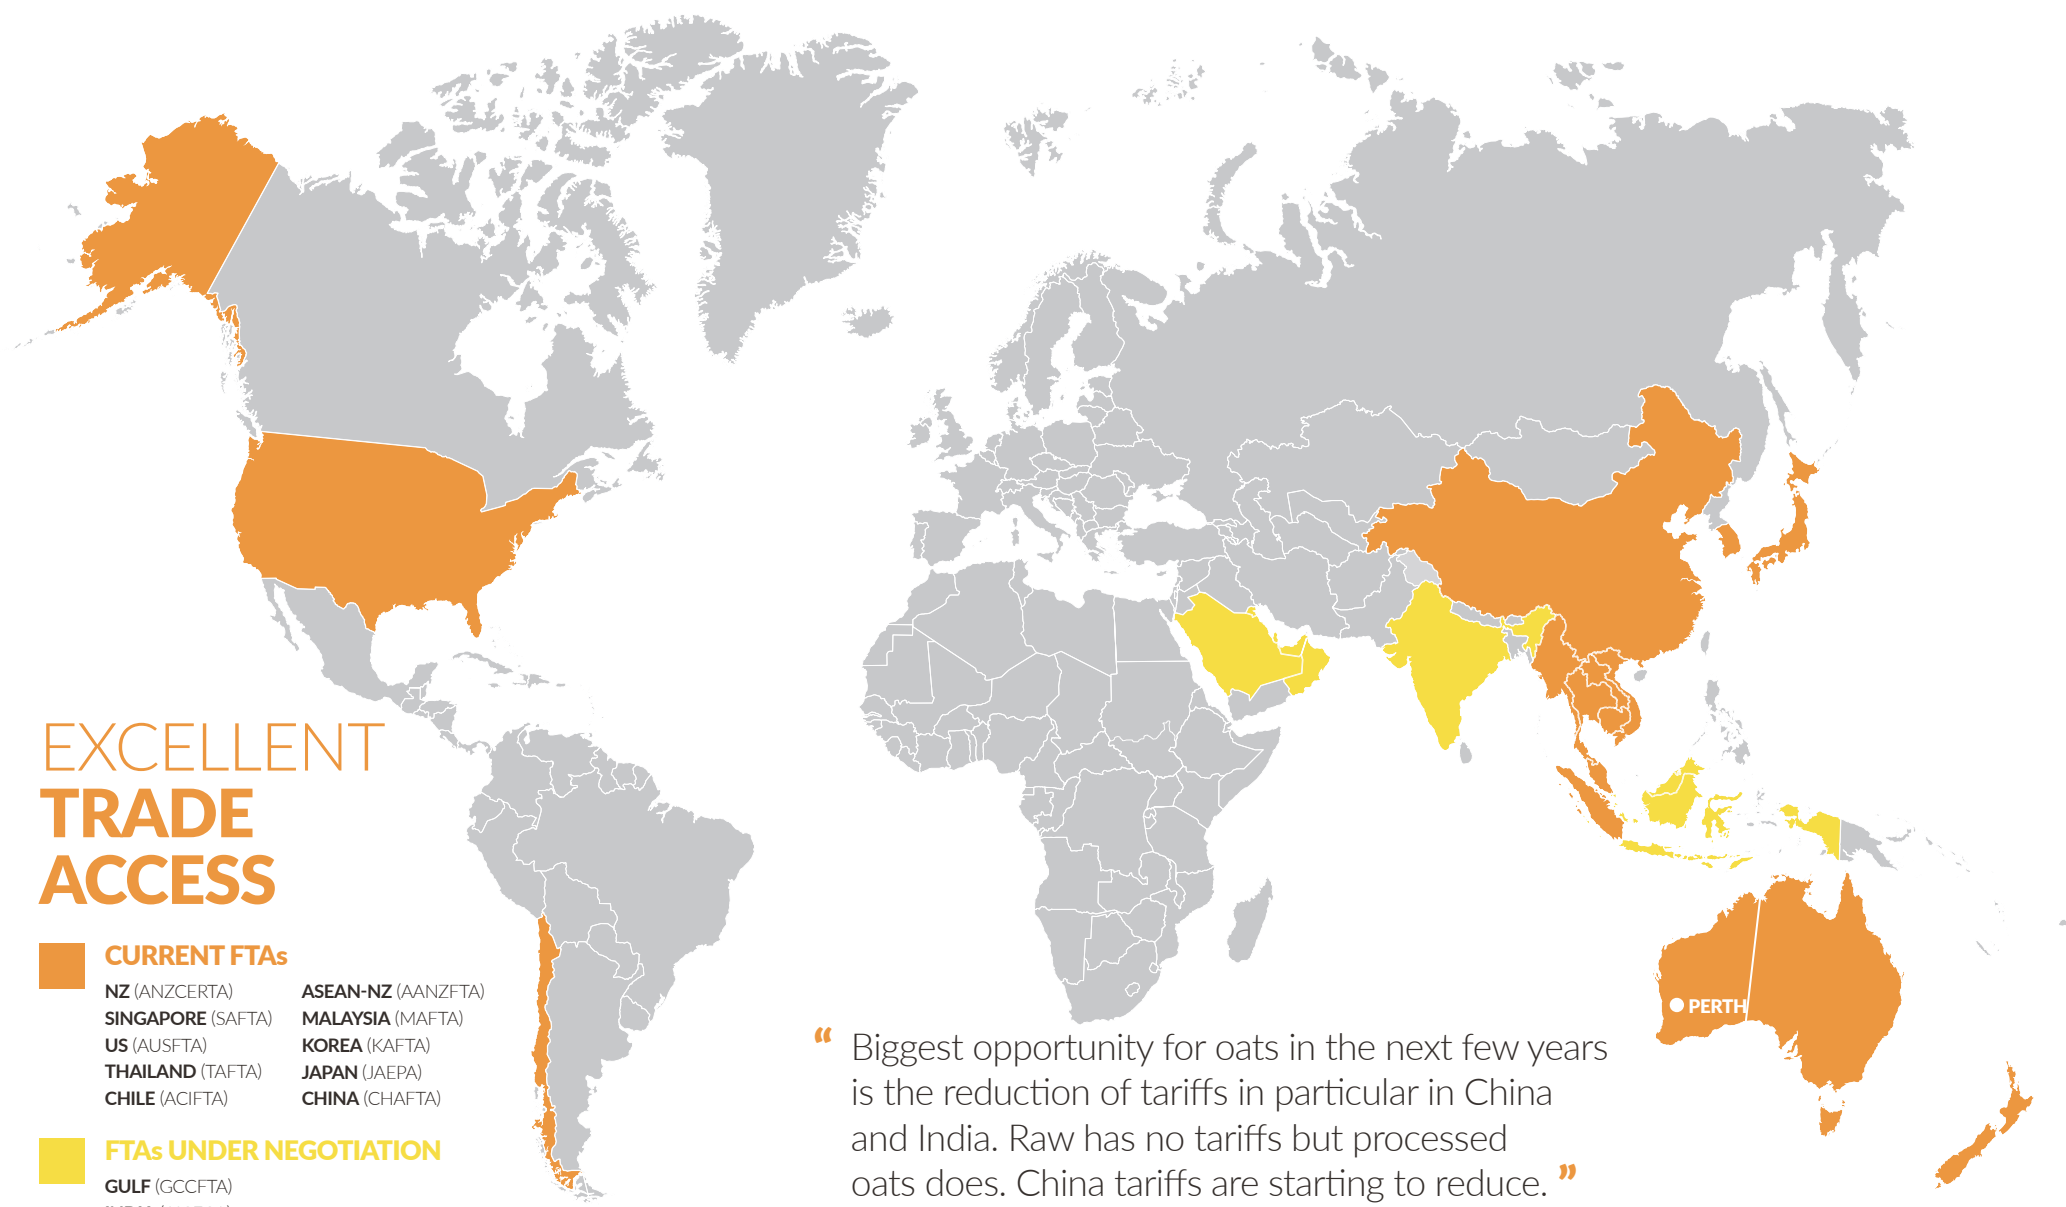 EXCELLENT
TRADE
ACCESS
CURRENT FTAs
NZ (ANZCERTA)
SINGAPORE (SAFTA)
US (AUSFTA)
THAILAND (TAFTA)
CHILE (ACIFTA)
ASEAN-NZ (AANZFTA)
MALAYSIA (MAFTA)
KOREA (KAFTA)
JAPAN (JAEPA)
CHINA (CHAFTA)
FTAs UNDER NEGOTIATION
GULF (GCCFTA)
PERTH
“ Biggest opportunity for oats in the next few years
is the reduction of tariffs in particular in China
and India. Raw has no tariffs but processed
oats does. China tariffs are starting to reduce. ”